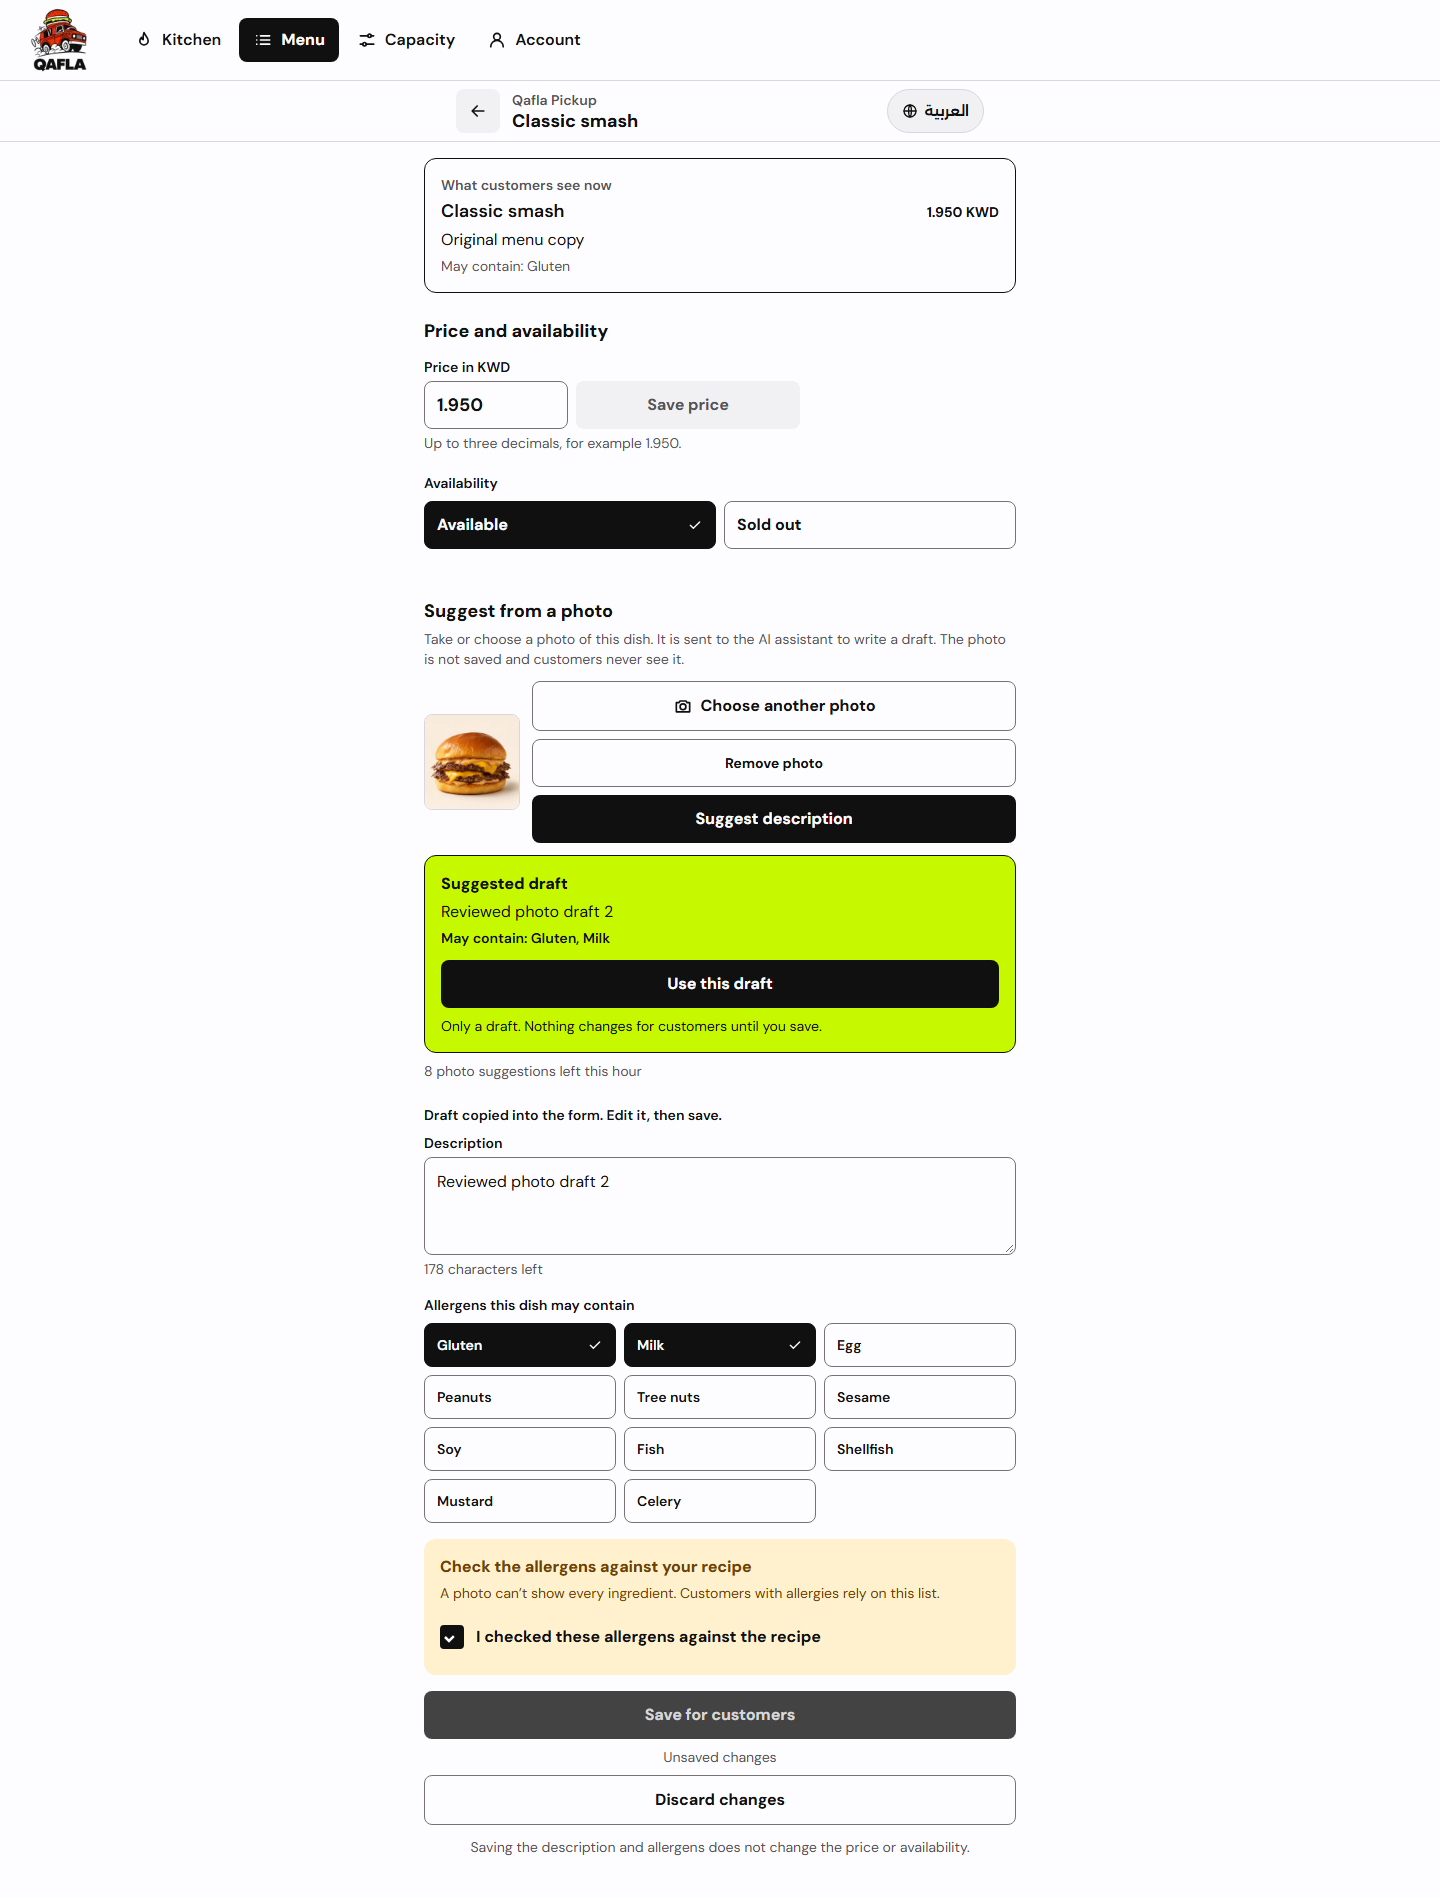 QAFLA
Kitchen
Menu
Capacity
Account
Qafla Pickup
Classic smash
العربية
What customers see now
Classic smash
1.950 KWD
Original menu copy
May contain: Gluten
Price and availability
Price in KWD
1.950
Save price
Up to three decimals, for example 1.950.
Availability
Available
Sold out
Suggest from a photo
Take or choose a photo of this dish. It is sent to the AI assistant to write a draft. The photo
is not saved and customers never see it.
Choose another photo
Remove photo
Suggest description
Suggested draft
Reviewed photo draft 2
May contain: Gluten, Milk
Use this draft
Only a draft. Nothing changes for customers until you save.
8 photo suggestions left this hour
Draft copied into the form. Edit it, then save.
Description
Reviewed photo draft 2
178 characters left
Allergens this dish may contain
Gluten
Milk
Egg
Peanuts
Tree nuts
Sesame
Soy
Fish
Shellfish
Mustard
Celery
Check the allergens against your recipe
A photo can’t show every ingredient. Customers with allergies rely on this list.
I checked these allergens against the recipe
Save for customers
Unsaved changes
Discard changes
Saving the description and allergens does not change the price or availability.